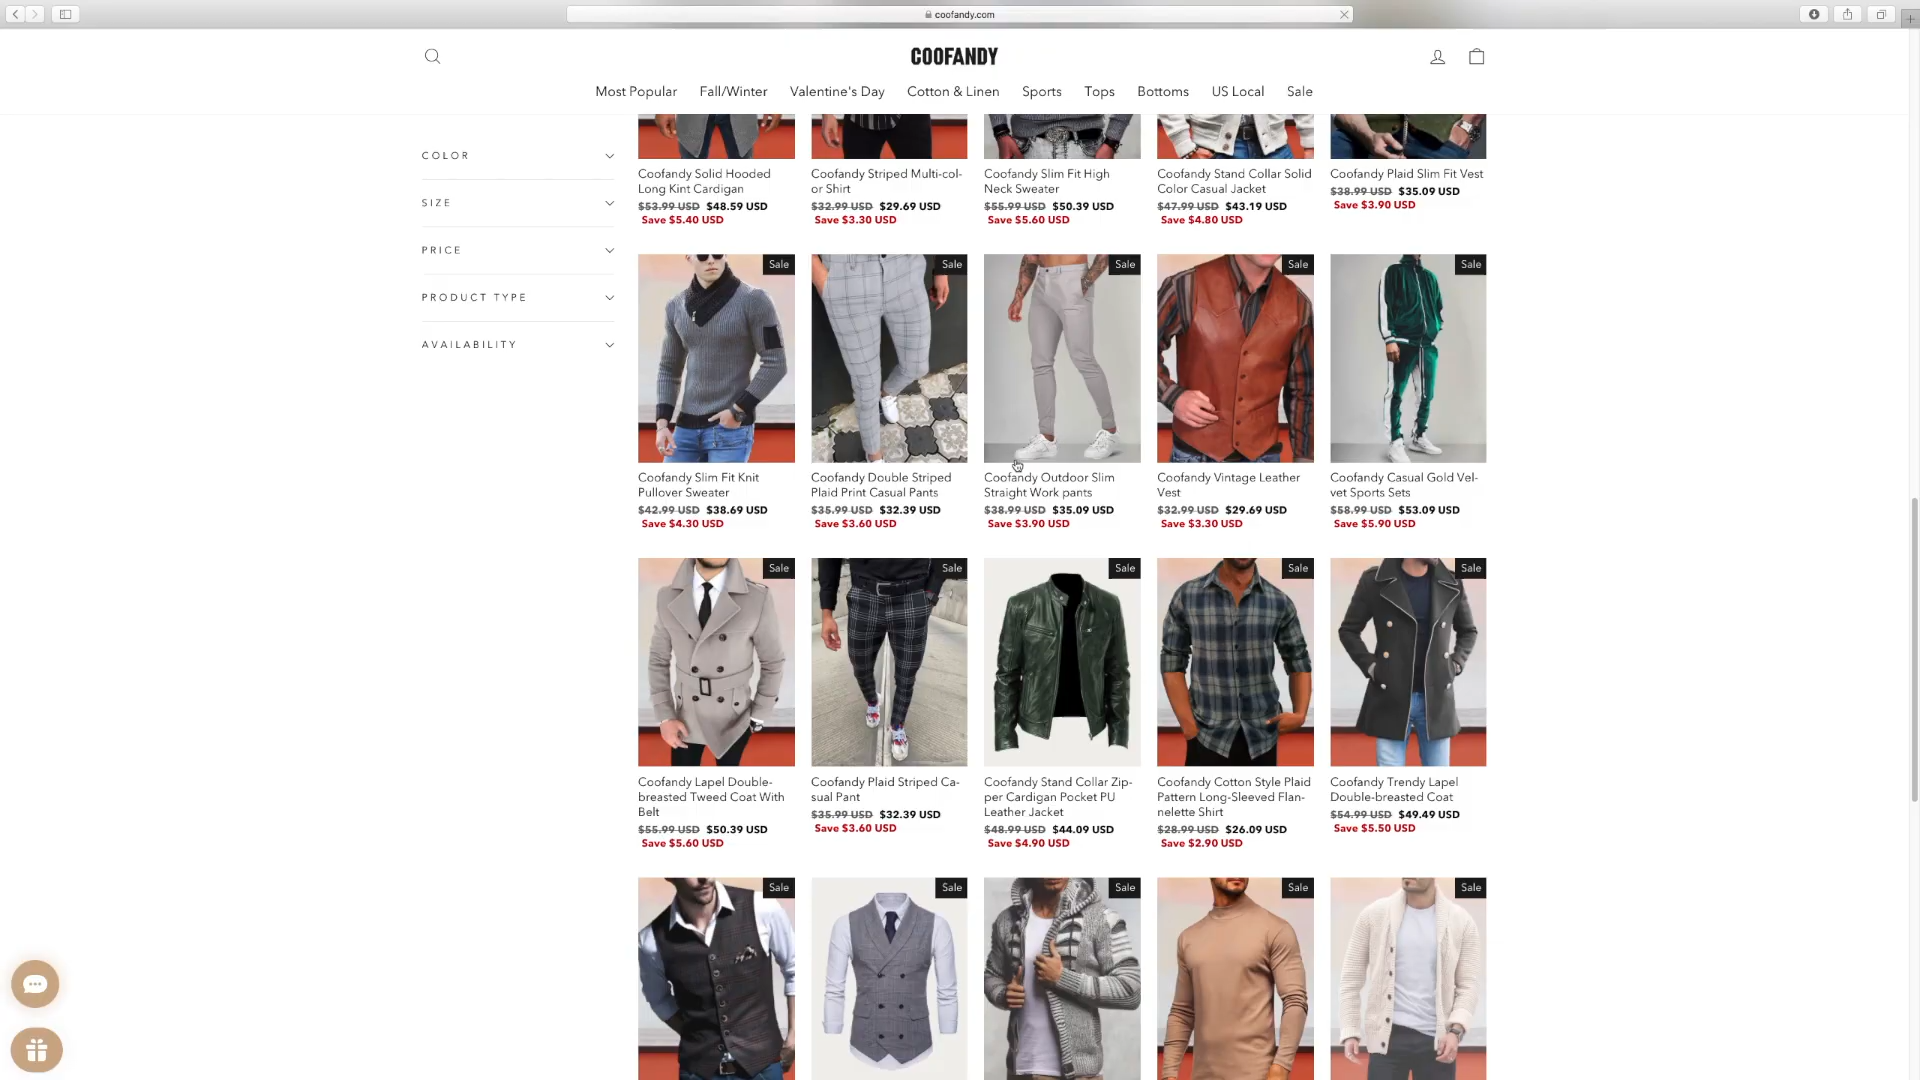 coofandy.com
COOFANDY
Most Popular Fall/Winter Valentine's Day Cotton & Linen Sports Tops Bottoms US Local Sale
COLOR
SIZE
PRICE
PRODUCT TYPE
AVAILABILITY
Coofandy Solid Hooded
Long Kint Cardigan
$53.99 USD $48.59 USD
Save $5.40 USD
Coofandy Striped Multi-col-
or Shirt
$32.99 USD $29.69 USD
Save $3.30 USD
Coofandy Slim Fit High
Neck Sweater
$55.99 USD $50.39 USD
Save $5.60 USD
Coofandy Stand Collar Solid
Color Casual Jacket
$47.99 USD $43.19 USD
Save $4.80 USD
Coofandy Plaid Slim Fit Vest
$38.99 USD $35.09 USD
Save $3.90 USD
Sale
Coofandy Slim Fit Knit
Pullover Sweater
$42.99 USD $38.69 USD
Save $4.30 USD
Sale
Coofandy Double Striped
Plaid Print Casual Pants
$35.99 USD $32.39 USD
Save $3.60 USD
Sale
Coofandy Outdoor Slim
Straight Work pants
$38.99 USD $35.09 USD
Save $3.90 USD
Sale
Coofandy Vintage Leather
Vest
$32.99 USD $29.69 USD
Save $3.30 USD
Sale
Coofandy Casual Gold Vel-
vet Sports Sets
$58.99 USD $53.09 USD
Save $5.90 USD
Sale
Coofandy Lapel Double-
breasted Tweed Coat With
Belt
$55.99 USD $50.39 USD
Save $5.60 USD
Sale
Coofandy Plaid Striped Ca-
sual Pant
$35.99 USD $32.39 USD
Save $3.60 USD
Sale
Coofandy Stand Collar Zip-
per Cardigan Pocket PU
Leather Jacket
$48.99 USD $44.09 USD
Save $4.90 USD
Sale
Coofandy Cotton Style Plaid
Pattern Long-Sleeved Flan-
nelette Shirt
$28.99 USD $26.09 USD
Save $2.90 USD
Sale
Coofandy Trendy Lapel
Double-breasted Coat
$54.99 USD $49.49 USD
Save $5.50 USD
Sale
Sale
Sale
Sale
Sale